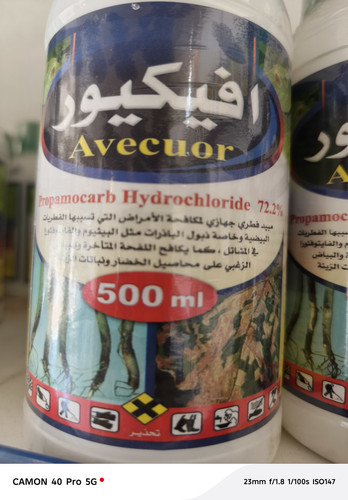 افيكيور
Avecuor
Propamocarb Hydrochloride 72.2%
مبيد فطري جهازي لمكافحة الأمراض التي تسببها الفطريات
البيضية وخاصة ذبول البادرات مثل البيثيوم والفايتوفثورا
في المشاتل ، كما يكافح اللفحة المتأخرة
الزغبي على محاصيل الخضار ونباتات
500 ml
تحذير
CAMON 40 Pro 5G
23mm f/1.8 1/100s ISO147